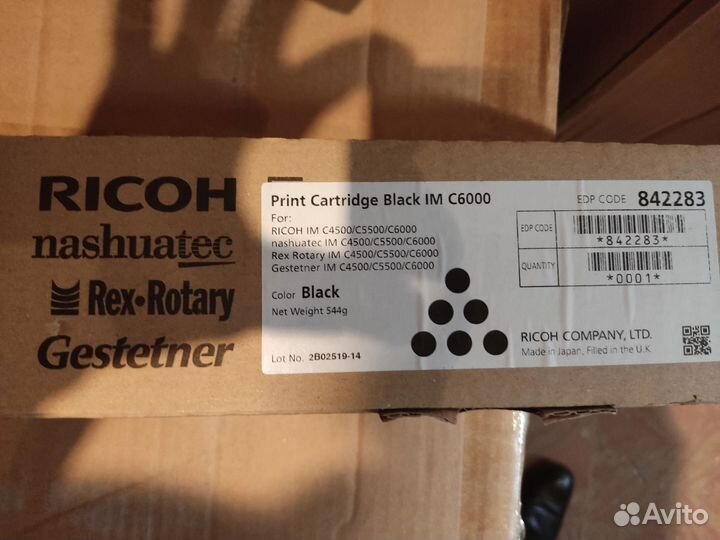 RICOH
nashuatec
Rex•Rotary
Gestetner
Print Cartridge Black IM C6000
EDP CODE 842283
For:
RICOH IM C4500/C5500/C6000
nashuatec IM C4500/C5500/C6000
Rex Rotary IM C4500/C5500/C6000
Gestetner IM C4500/C5500/C6000
EDP CODE
*842283*
QUANTITY
*0001*
Color Black
Net Weight 544g
Lot No. 2B02519-14
RICOH COMPANY, LTD.
Made in Japan, Filled in the U.K.
Avito